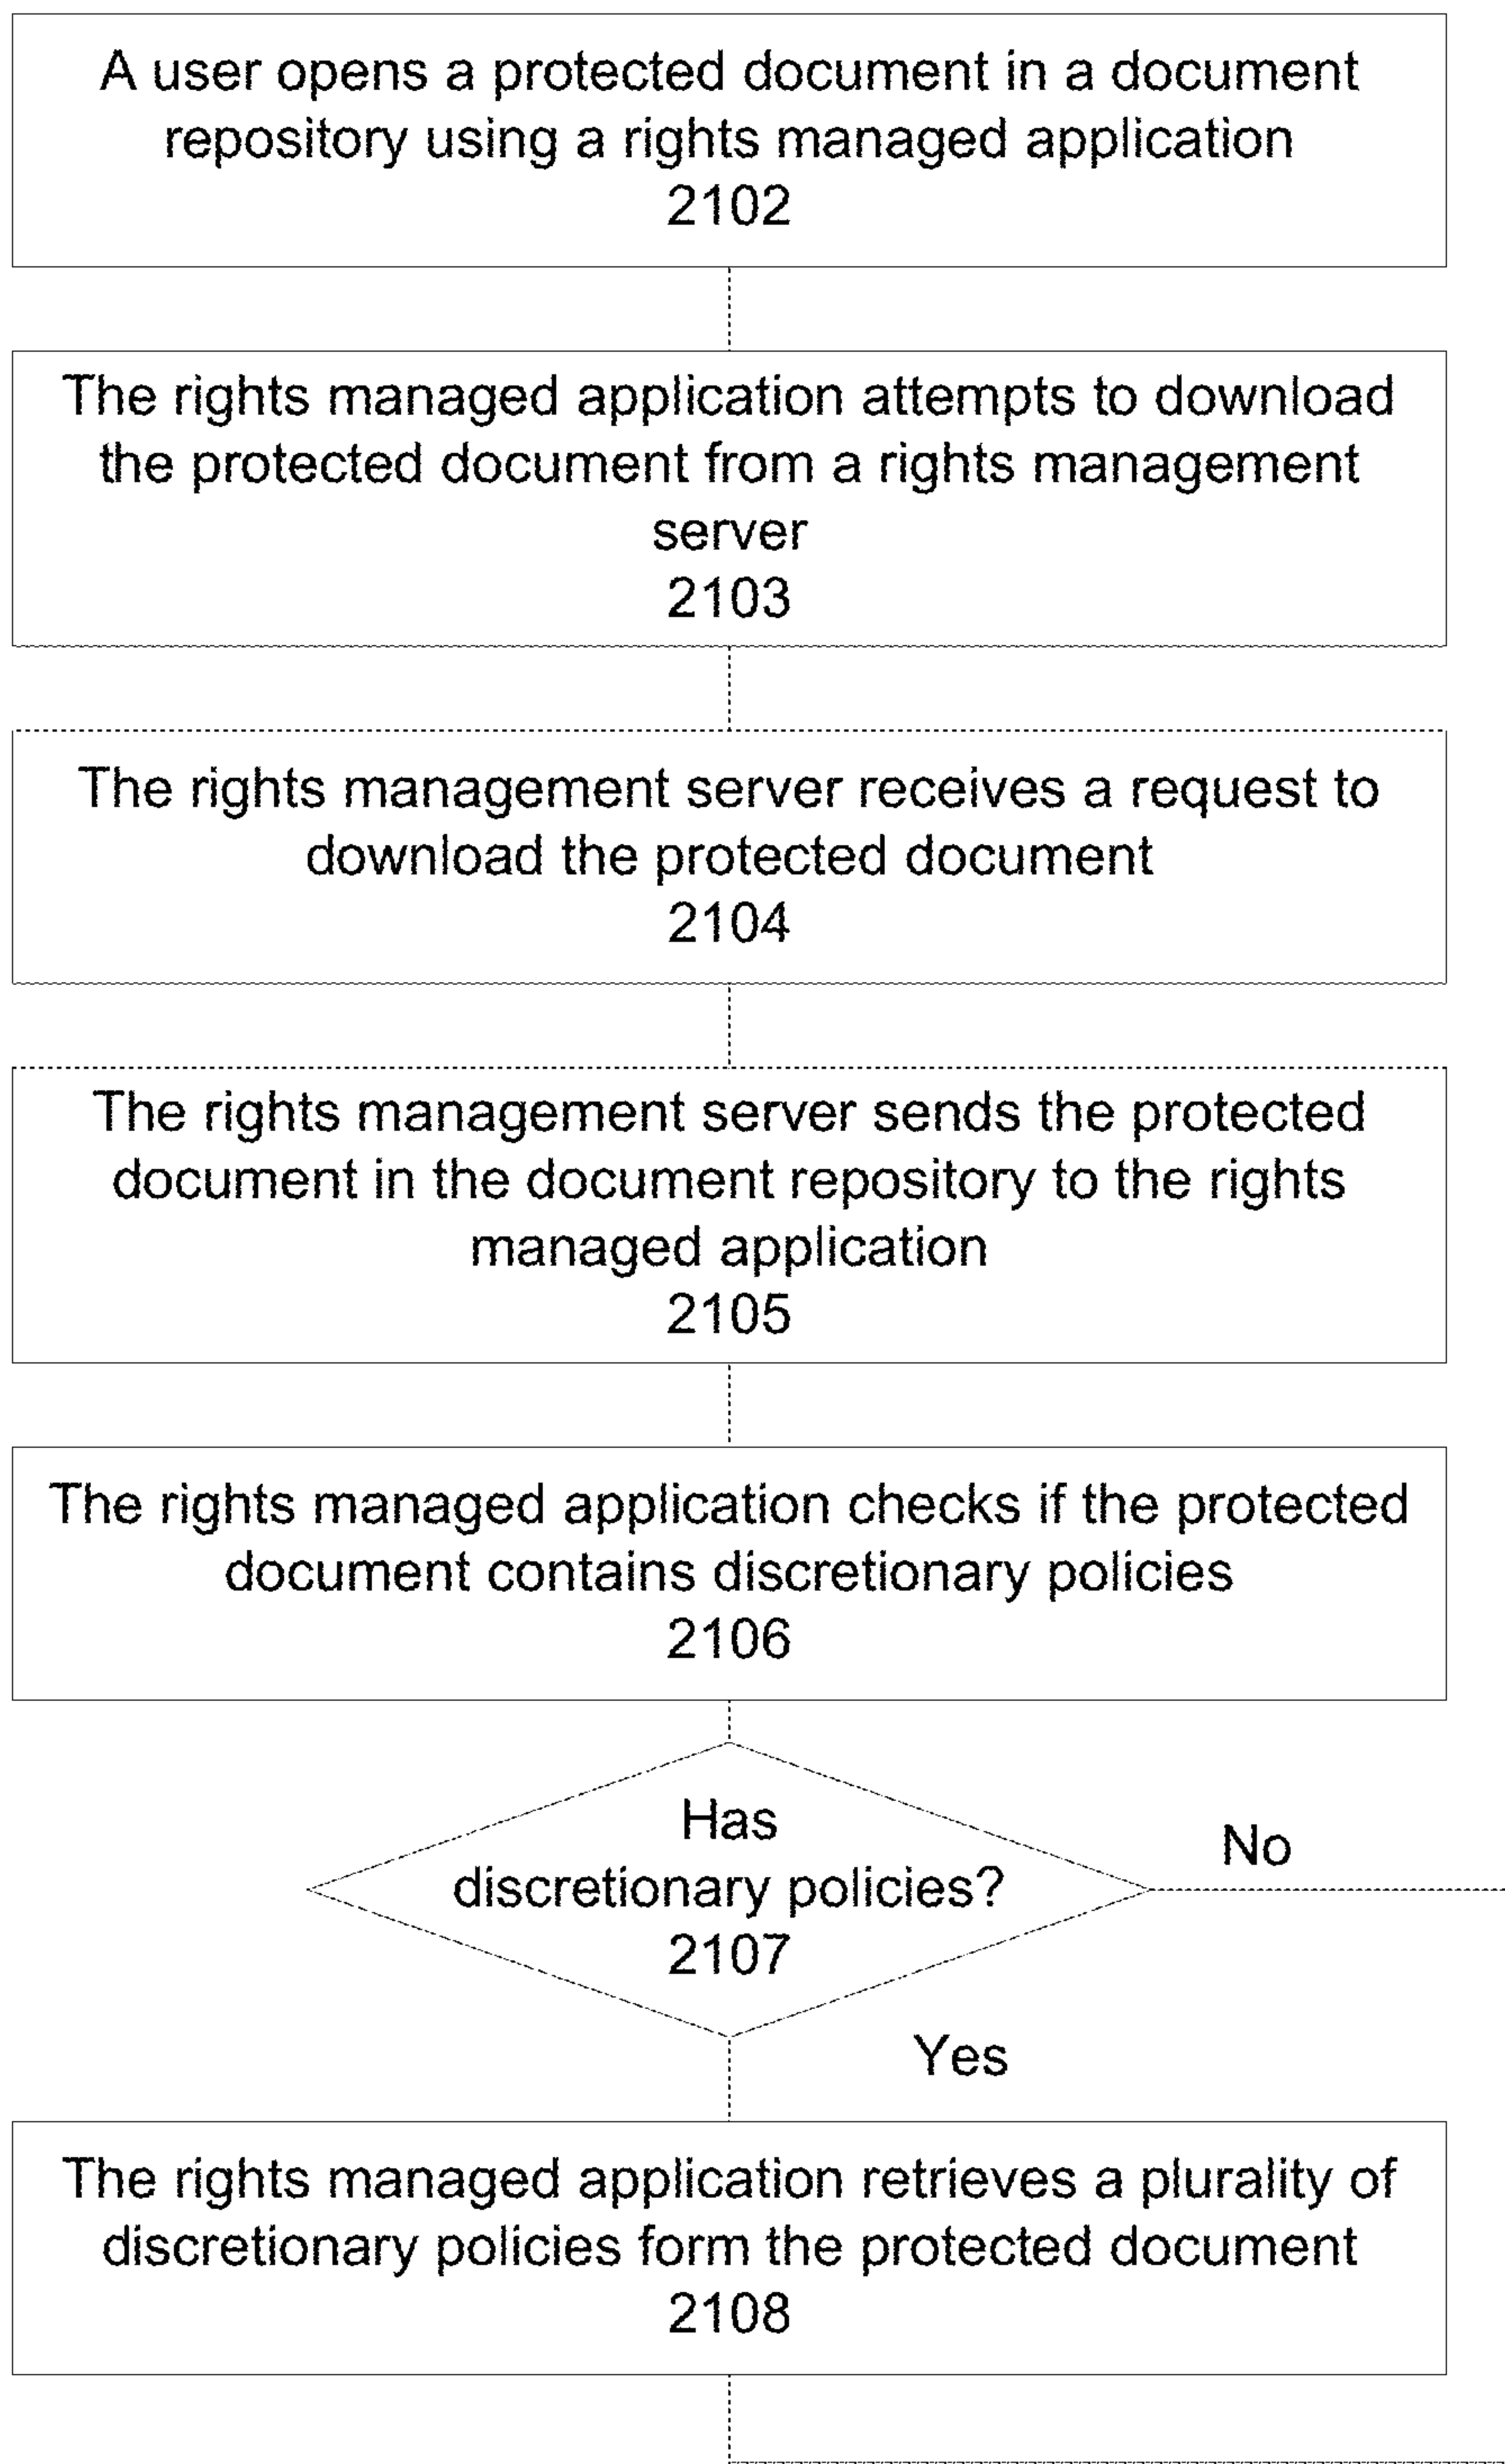 A user opens a protected document in a document
repository using a rights managed application
2102
The rights managed application attempts to download
the protected document from a rights management
server
2103
The rights management server receives a request to
download the protected document
2104
The rights management server sends the protected
document in the document repository to the rights
managed application
2105
The rights managed application checks if the protected
document contains discretionary policies
2106
Has
discretionary policies?
2107
No
Yes
The rights managed application retrieves a plurality of
discretionary policies form the protected document
2108